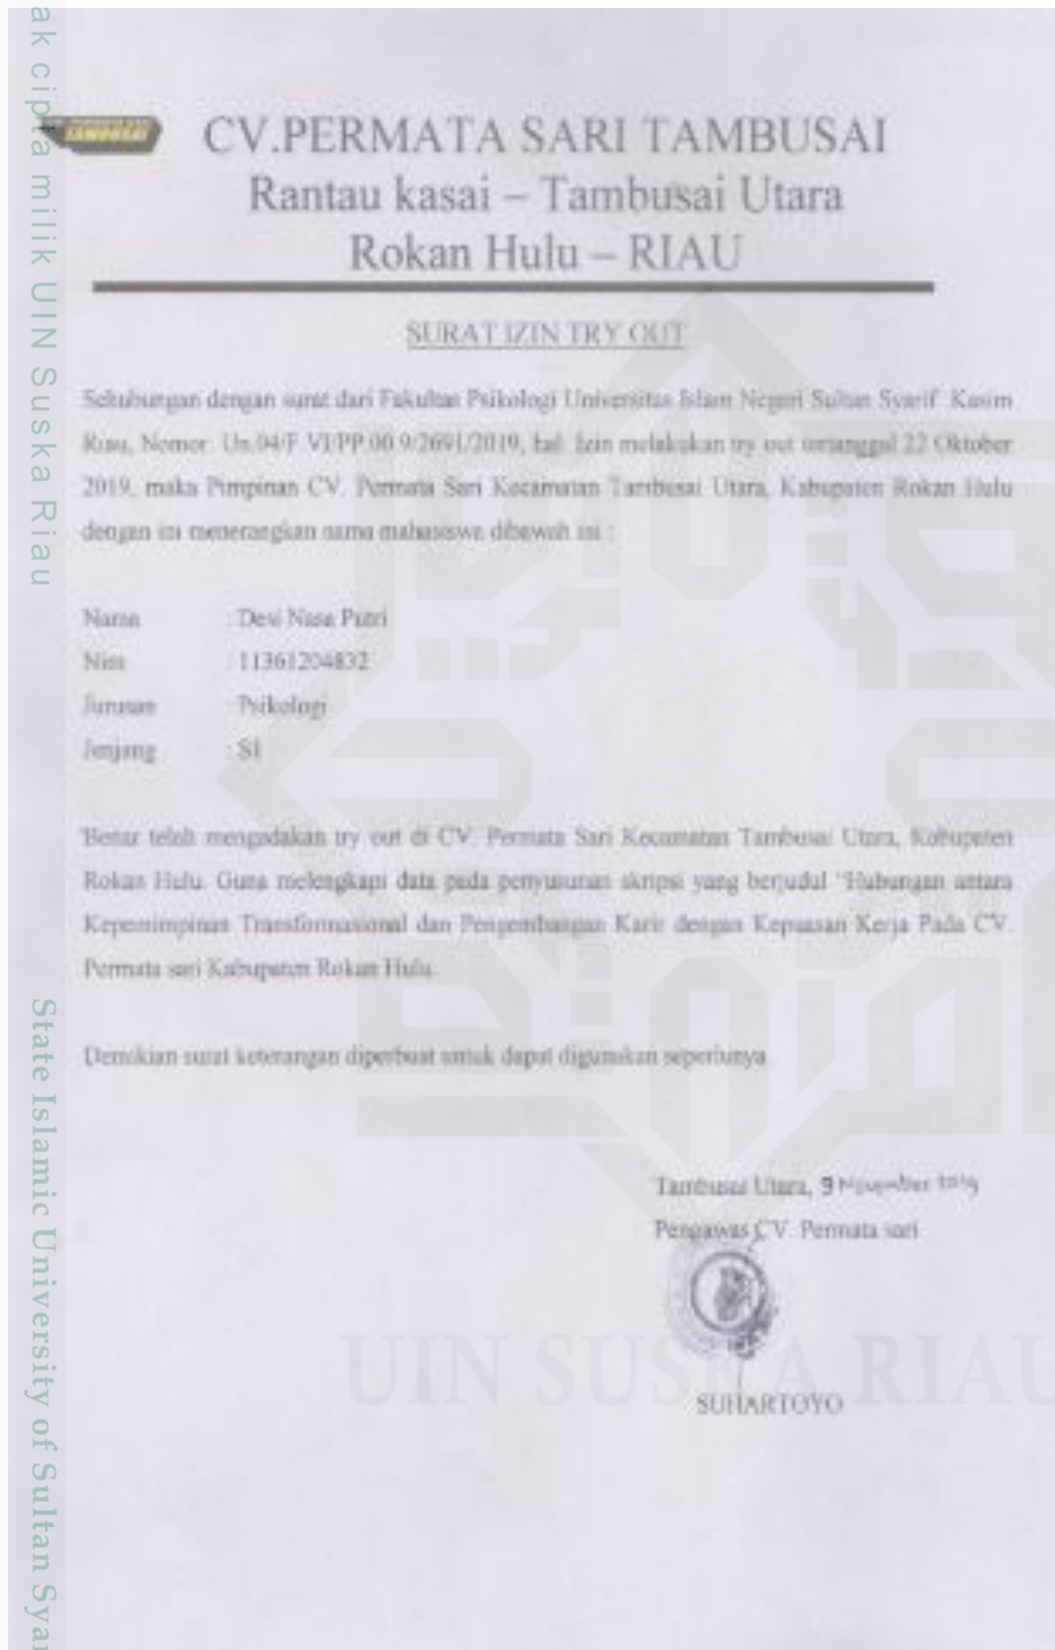 ak cipta milik UIN Suska Riau
State Islamic University of Sultan Syar
TAMBUSAI
CV.PERMATA SARI TAMBUSAI
Rantau kasai – Tambusai Utara
Rokan Hulu – RIAU
SURAT IZIN TRY OUT
Sehubungan dengan surat dari Fakultas Psikologi Universitas Islam Negeri Sultan Syarif Kasim
Riau, Nomor: Un.04/F.VI/PP.00.9/2691/2019, hal: Izin melakukan try out tertanggal 22 Oktober
2019, maka Pimpinan CV. Permata Sari Kecamatan Tambusai Utara, Kabupaten Rokan Hulu
dengan ini menerangkan nama mahasiswa dibawah ini :
Nama : Desi Nasa Putri
Nim : 11361204832
Jurusan : Psikologi
Jenjang : S1
Benar telah mengadakan try out di CV. Permata Sari Kecamatan Tambusai Utara, Kabupaten
Rokan Hulu. Guna melengkapi data pada penyusunan skripsi yang berjudul “Hubungan antara
Kepemimpinan Transformasional dan Pengembangan Karir dengan Kepuasan Kerja Pada CV.
Permata sari Kabupaten Rokan Hulu.
Demikian surat keterangan diperbuat untuk dapat digunakan seperlunya
Tambusai Utara, 9 November 2019
Pengawas CV. Permata sari
UIN SUSKA RIAU
SUHARTOYO